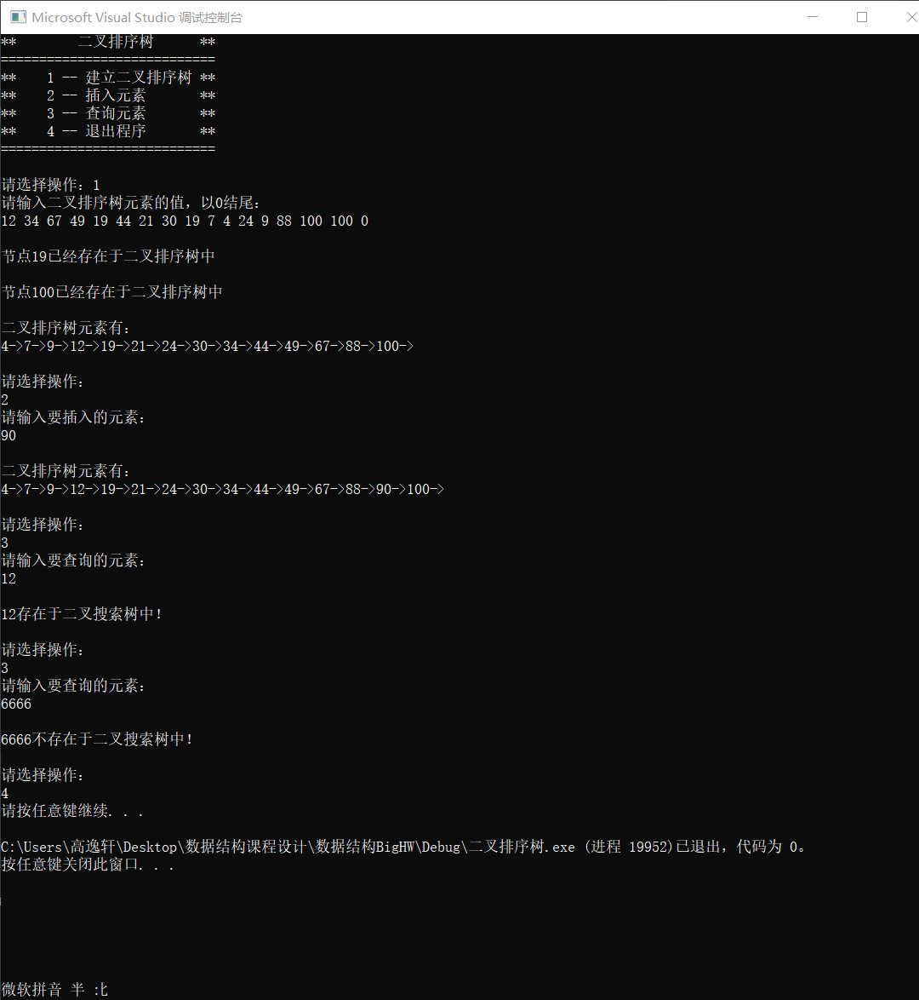 Microsoft Visual Studio 调试控制台
** 二叉排序树 **
============================
** 1 -- 建立二叉排序树 **
** 2 -- 插入元素 **
** 3 -- 查询元素 **
** 4 -- 退出程序 **
============================
请选择操作：1
请输入二叉排序树元素的值，以0结尾：
12 34 67 49 19 44 21 30 19 7 4 24 9 88 100 100 0
节点19已经存在于二叉排序树中
节点100已经存在于二叉排序树中
二叉排序树元素有：
4->7->9->12->19->21->24->30->34->44->49->67->88->100->
请选择操作：
2
请输入要插入的元素：
90
二叉排序树元素有：
4->7->9->12->19->21->24->30->34->44->49->67->88->90->100->
请选择操作：
3
请输入要查询的元素：
12
12存在于二叉搜索树中！
请选择操作：
3
请输入要查询的元素：
6666
6666不存在于二叉搜索树中！
请选择操作：
4
请按任意键继续. . .
C:\Users\高逸轩\Desktop\数据结构课程设计\数据结构BigHW\Debug\二叉排序树.exe (进程 19952)已退出，代码为 0。
按任意键关闭此窗口. . .
微软拼音 半 :